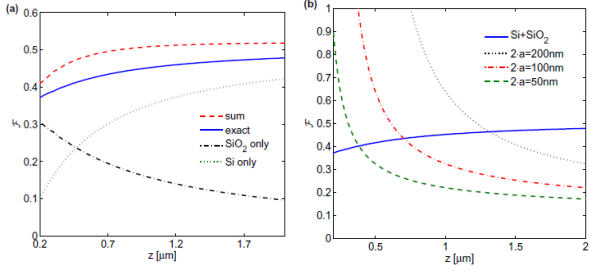 (a)
0.6
0.5
0.4
0.3
0.2
0.1
0
ℱ
sum
exact
SiO2 only
Si only
0.2 0.7 1.2 1.7
z [μm]
(b)
1
0.9
0.8
0.7
0.6
0.5
0.4
0.3
0.2
0.1
0
ℱ
Si+SiO2
2·a=200nm
2·a=100nm
2·a=50nm
0.5 1 1.5 2
z [μm]